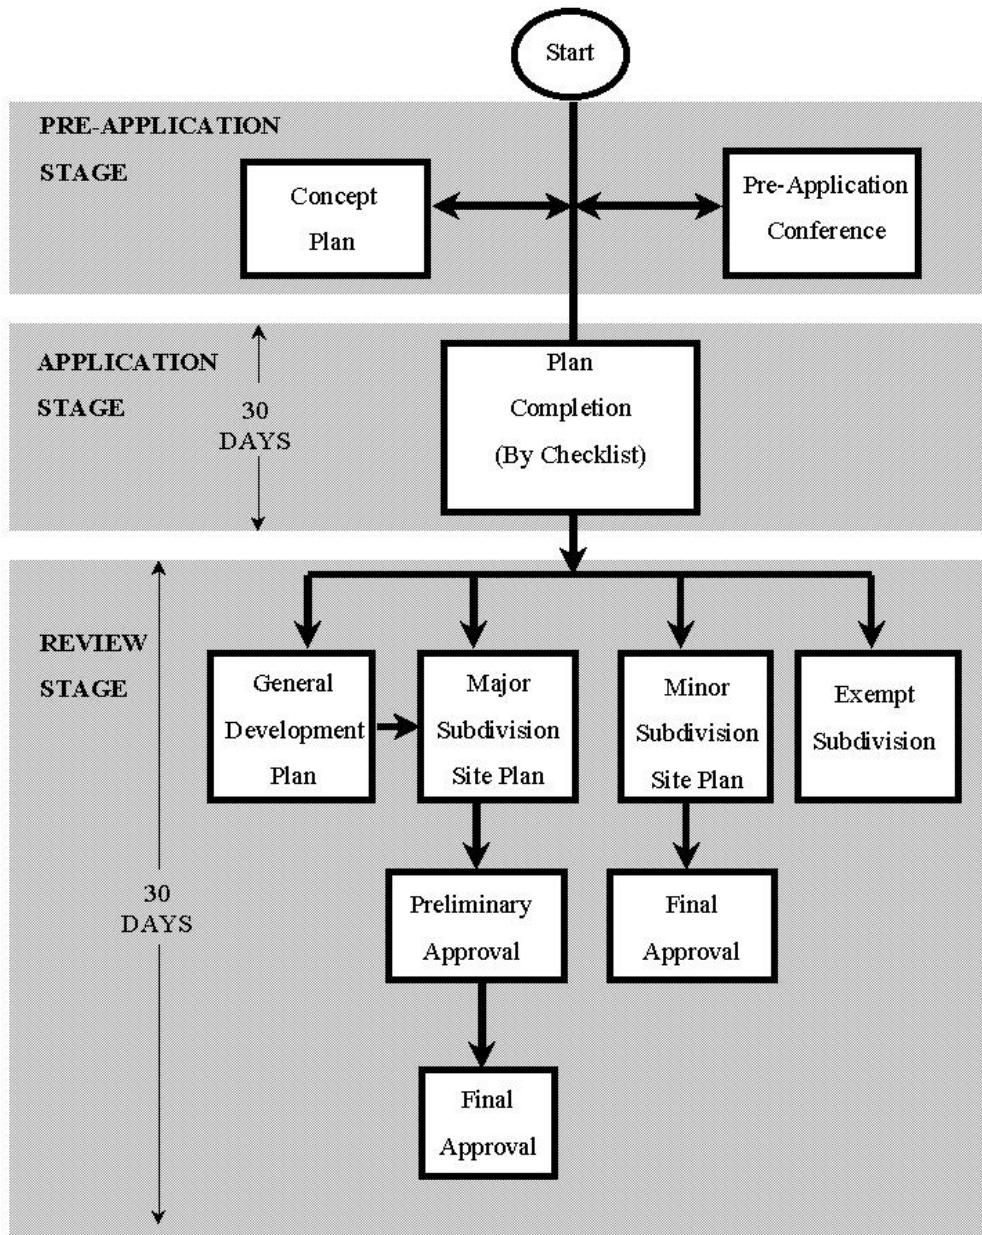 Start
PRE-APPLICATION
STAGE
Concept
Plan
Pre-Application
Conference
APPLICATION
STAGE
30
DAYS
Plan
Completion
(By Checklist)
REVIEW
STAGE
General
Development
Plan
Major
Subdivision
Site Plan
Minor
Subdivision
Site Plan
Exempt
Subdivision
30
DAYS
Preliminary
Approval
Final
Approval
Final
Approval